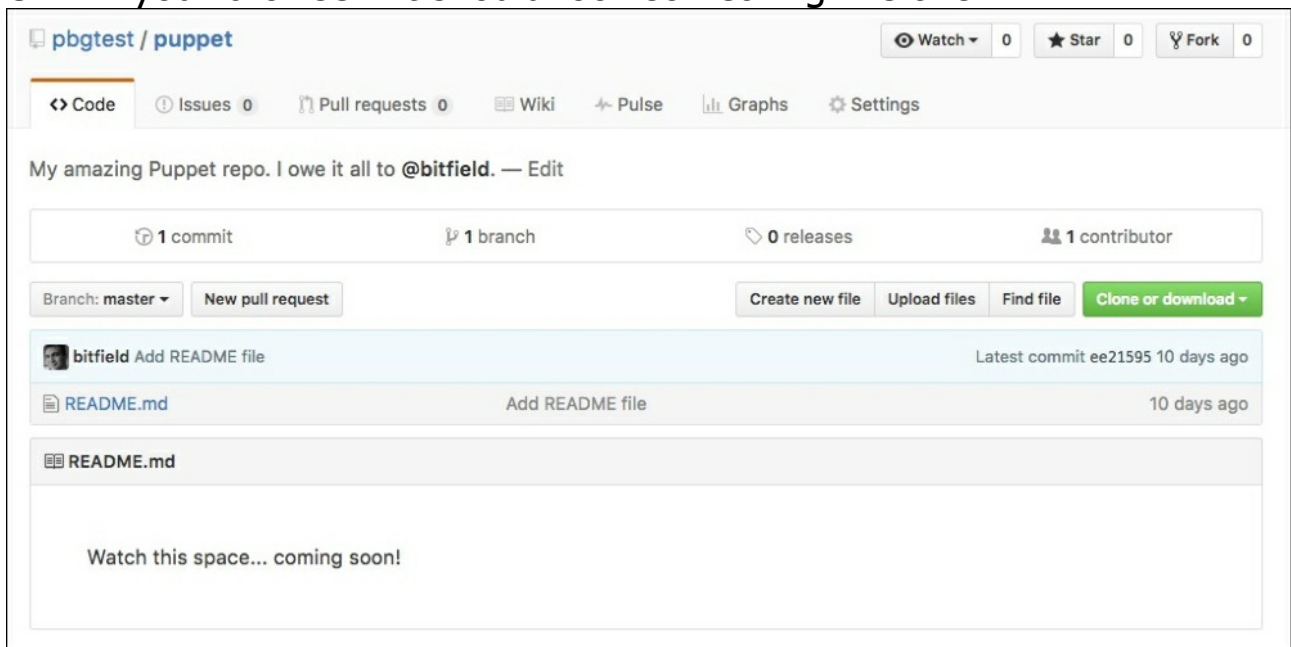 pbgtest / puppet
Watch 0 Star 0 Fork 0
Code Issues 0 Pull requests 0 Wiki Pulse Graphs Settings
My amazing Puppet repo. I owe it all to @bitfield. — Edit
1 commit 1 branch 0 releases 1 contributor
Branch: master New pull request Create new file Upload files Find file Clone or download
bitfield Add README file Latest commit ee21595 10 days ago
README.md Add README file 10 days ago
README.md
Watch this space... coming soon!